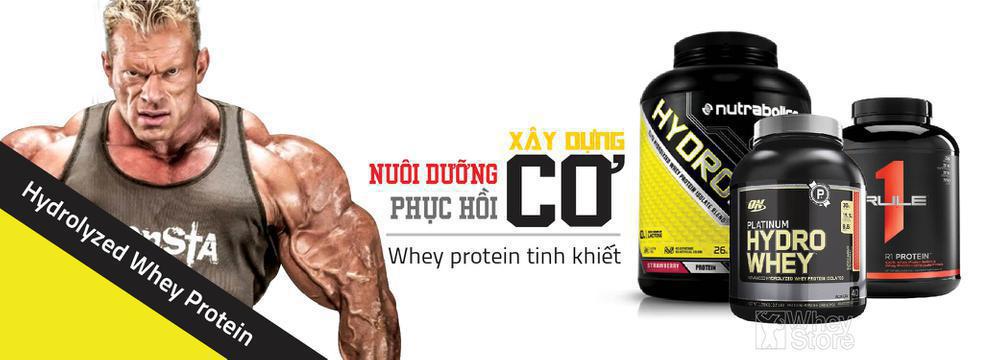 Hydrolyzed Whey Protein
XÂY DỰNG
NUÔI DƯỠNG
PHỤC HỒI
CƠ
Whey protein tinh khiết
nutrabolics
HYDRO
STRAWBERRY
PROTEIN
ON
PLATINUM
HYDRO
WHEY
1
RULE
R1 PROTEIN
Whey
Store